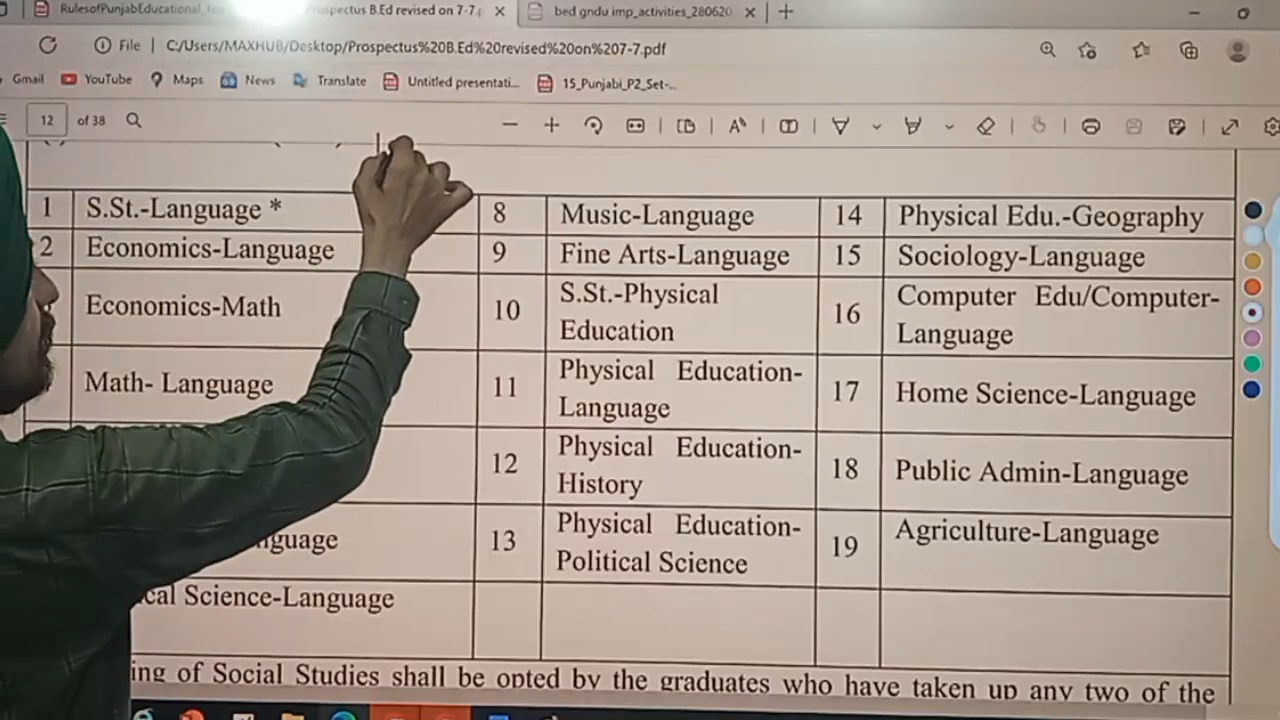 RulesofPunjabEducational_
rospectus B.Ed revised on 7-7.p
bed gndu imp_activities_280620
File
C:/Users/MAXHUB/Desktop/Prospectus%20B.Ed%20revised%20on%207-7.pdf
Gmail
YouTube
Maps
News
Translate
Untitled presentati...
15_Punjabi_P2_Set-...
12 of 38
1 S.St.-Language * 8 Music-Language 14 Physical Edu.-Geography
2 Economics-Language 9 Fine Arts-Language 15 Sociology-Language
Economics-Math 10 S.St.-Physical Education 16 Computer Edu/Computer-Language
Math- Language 11 Physical Education-Language 17 Home Science-Language
12 Physical Education-History 18 Public Admin-Language
nguage 13 Physical Education-Political Science 19 Agriculture-Language
cal Science-Language
ing of Social Studies shall be opted by the graduates who have taken up any two of the